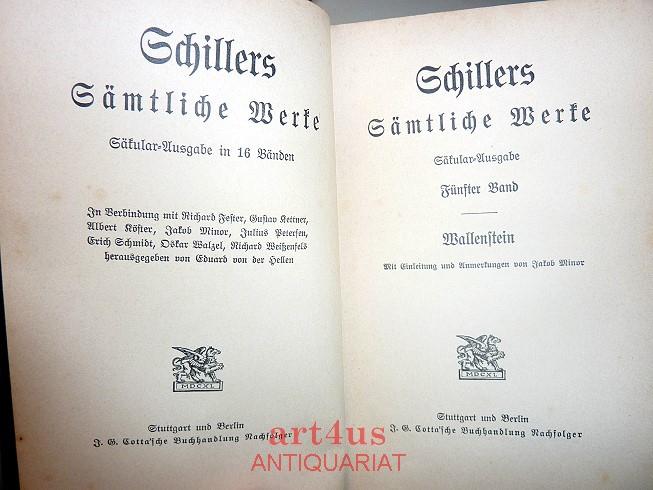 Schillers
Sämtliche Werke
Säkular-Ausgabe in 16 Bänden
In Verbindung mit Richard Fester, Gustav Kettner,
Albert Köster, Jakob Minor, Julius Petersen,
Erich Schmidt, Oskar Walzel, Richard Weißenfels
herausgegeben von Eduard von der Hellen
MDCXL
Stuttgart und Berlin
J. G. Cotta'sche Buchhandlung Nachfolger
Schillers
Sämtliche Werke
Säkular-Ausgabe
Fünfter Band
Wallenstein
Mit Einleitung und Anmerkungen von Jakob Minor
MDCXL
Stuttgart und Berlin
J. G. Cotta'sche Buchhandlung Nachfolger
art4us
ANTIQUARIAT